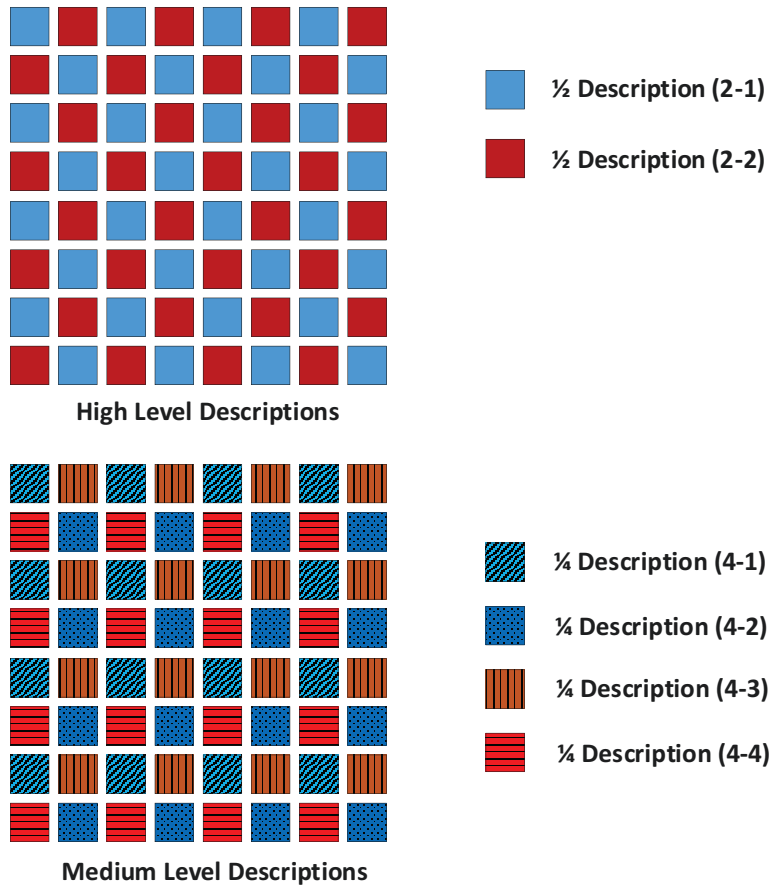 ½ Description (2-1)
½ Description (2-2)
High Level Descriptions
¼ Description (4-1)
¼ Description (4-2)
¼ Description (4-3)
¼ Description (4-4)
Medium Level Descriptions